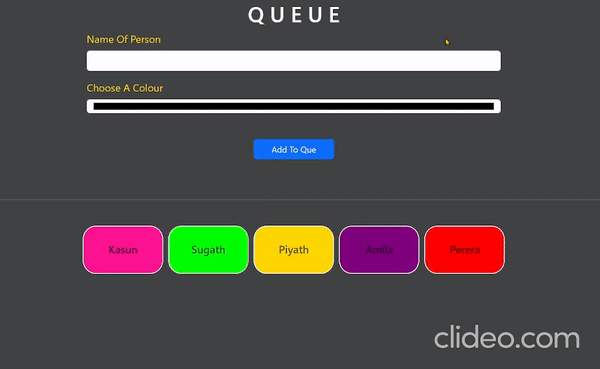 QUEUE
Name Of Person
Choose A Colour
Add To Que
Kasun Sugath Piyath Amila Perera
clideo.com